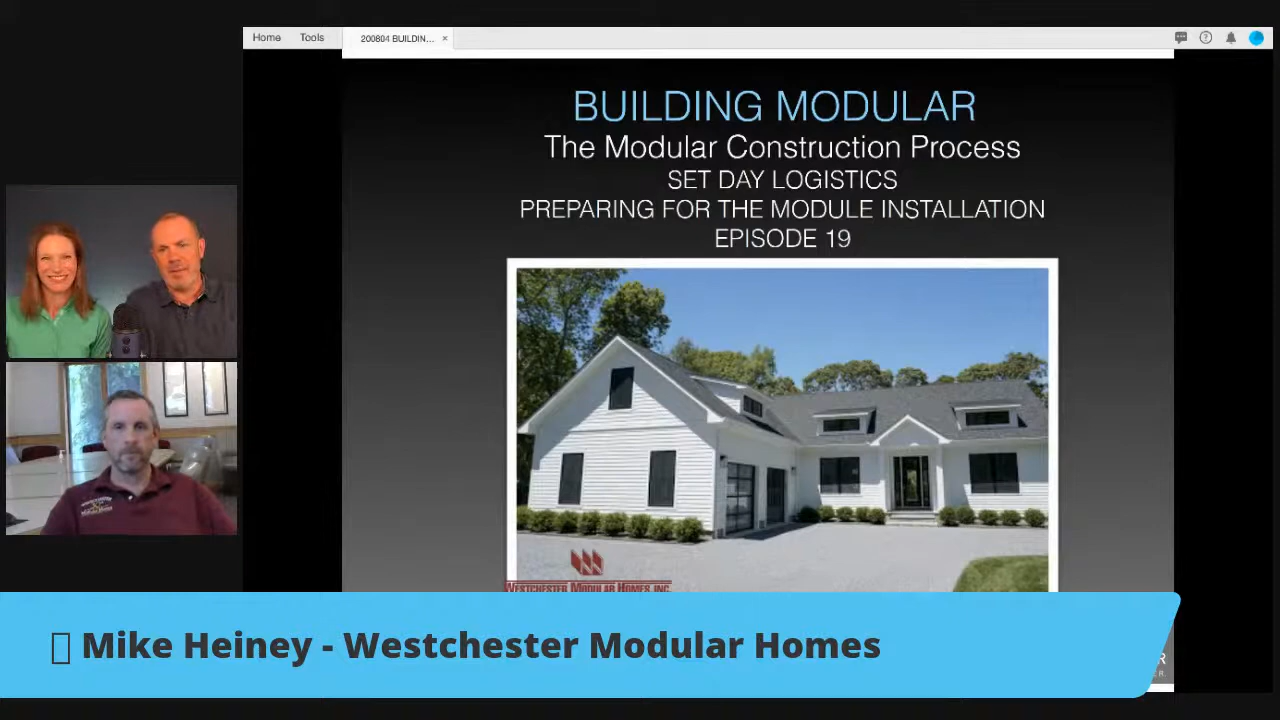 Home Tools 200804 BUILDIN... ×
BUILDING MODULAR
The Modular Construction Process
SET DAY LOGISTICS
PREPARING FOR THE MODULE INSTALLATION
EPISODE 19
WESTCHESTER MODULAR HOMES, INC.
Mike Heiney - Westchester Modular Homes